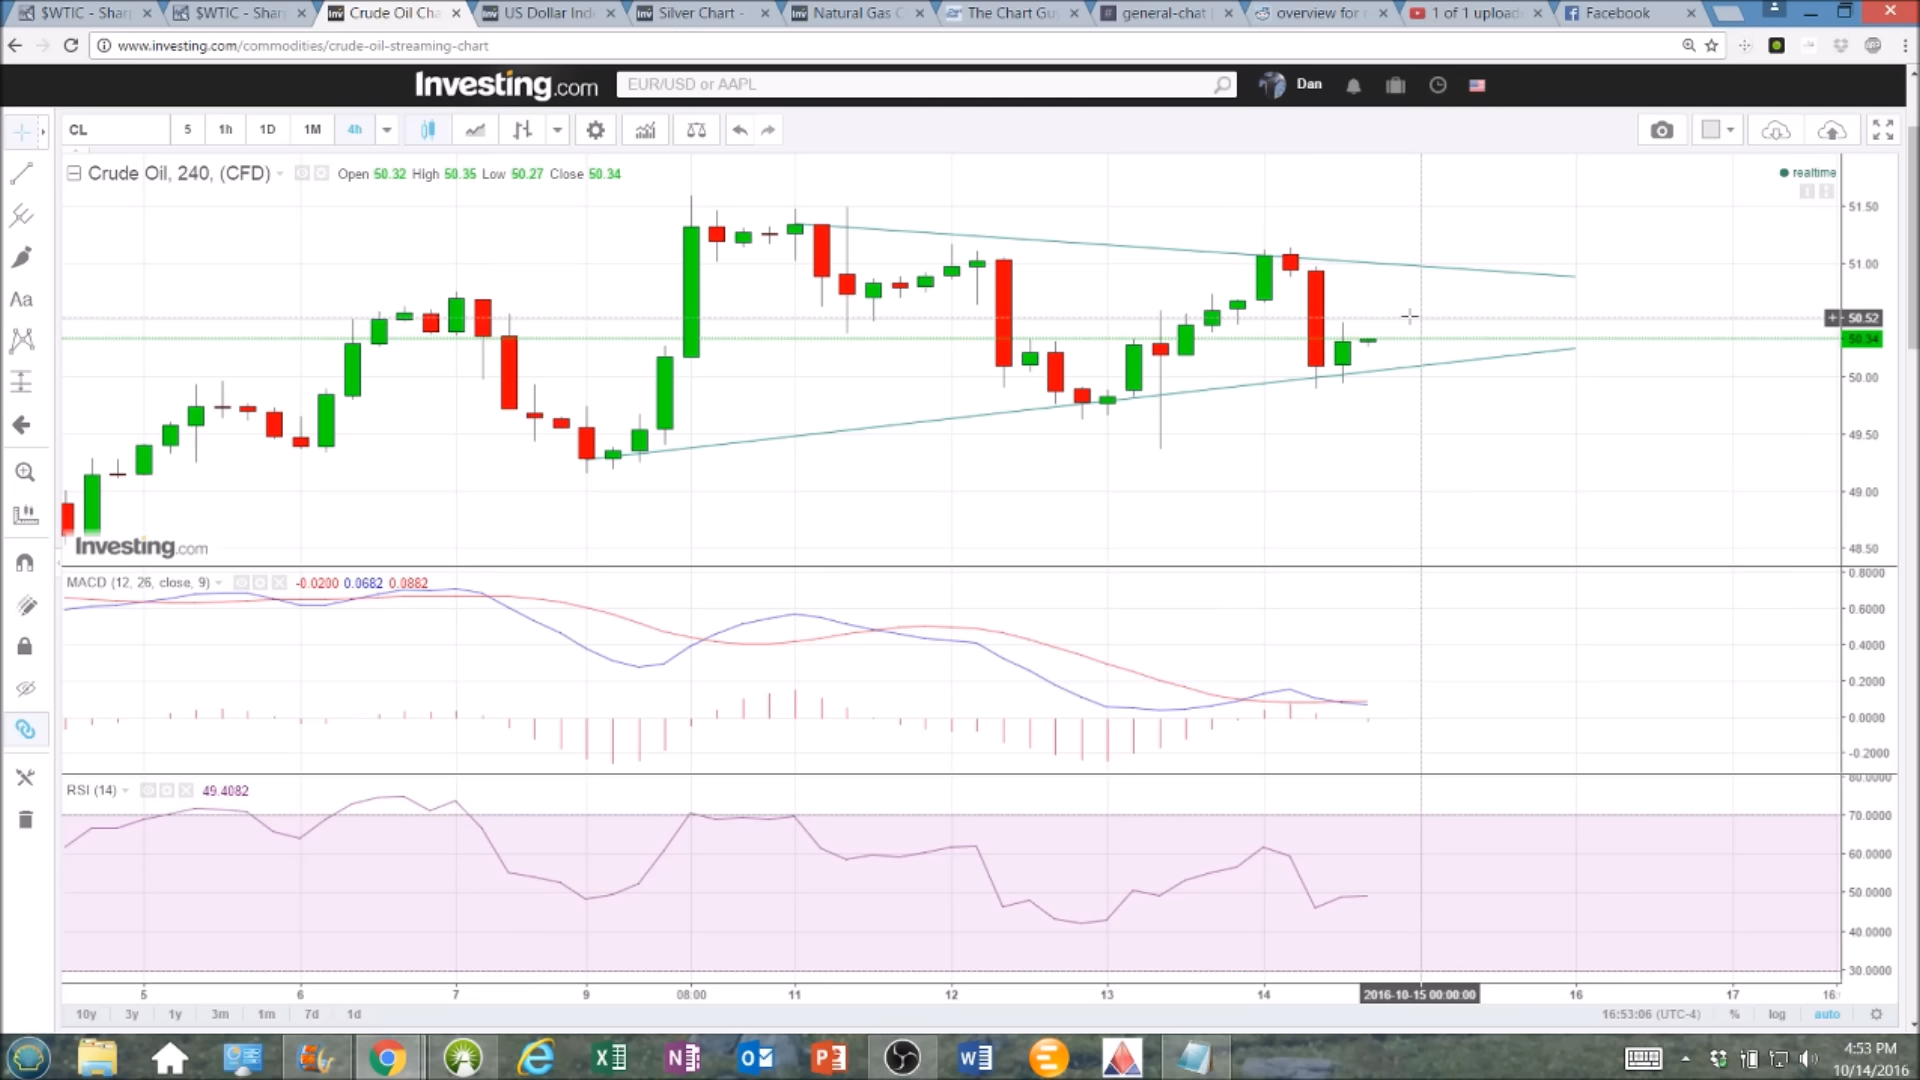 $WTIC - Shar
$WTIC - Shar
Crude Oil Cha
US Dollar Ind
Silver Chart -
Natural Gas C
The Chart Gu
general-chat
overview for
1 of 1 upload
Facebook
www.investing.com/commodities/crude-oil-streaming-chart
Investing.com
EUR/USD or AAPL
Dan
CL
5
1h
1D
1M
4h
Crude Oil, 240, (CFD)
Open 50.32 High 50.35 Low 50.27 Close 50.34
realtime
51.50
51.00
50.52
50.34
50.00
49.50
49.00
48.50
Investing.com
MACD (12, 26, close, 9)
-0.0200 0.0682 0.0882
0.8000
0.6000
0.4000
0.2000
0.0000
-0.2000
RSI (14)
49.4082
80.0000
70.0000
60.0000
50.0000
40.0000
30.0000
5
6
7
9
08:00
11
12
13
14
2016-10-15 00:00:00
16
17
16:
10y
3y
1y
3m
1m
7d
1d
16:53:06 (UTC-4)
%
log
auto
4:53 PM
10/14/2016